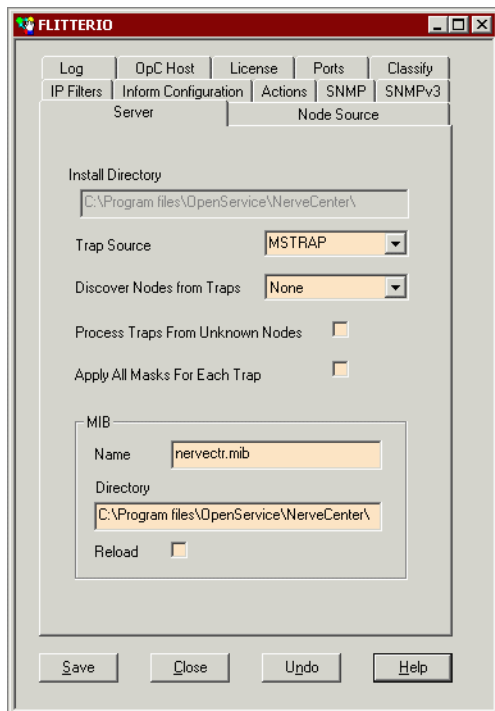 FLITTERIO
Log OpC Host License Ports Classify
IP Filters Inform Configuration Actions SNMP SNMPv3
Server Node Source
Install Directory
C:\Program files\OpenService\NerveCenter\
Trap Source MSTRAP
Discover Nodes from Traps None
Process Traps From Unknown Nodes
Apply All Masks For Each Trap
MIB
Name nervectr.mib
Directory
C:\Program files\OpenService\NerveCenter\
Reload
Save Close Undo Help